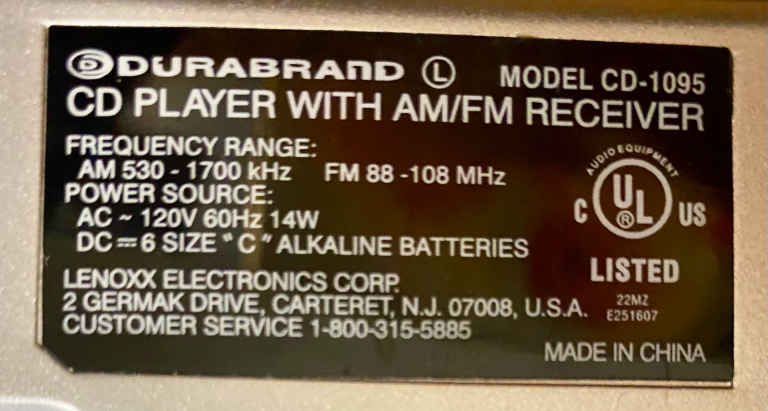 DURABRAND L MODEL CD-1095
CD PLAYER WITH AM/FM RECEIVER
FREQUENCY RANGE:
AM 530 - 1700 kHz FM 88 -108 MHz
POWER SOURCE:
AC ~ 120V 60Hz 14W
DC ⎓ 6 SIZE " C " ALKALINE BATTERIES
LENOXX ELECTRONICS CORP.
2 GERMAK DRIVE, CARTERET, N.J. 07008, U.S.A.
CUSTOMER SERVICE 1-800-315-5885
AUDIO EQUIPMENT
C UL ® US
LISTED
22MZ
E251607
MADE IN CHINA